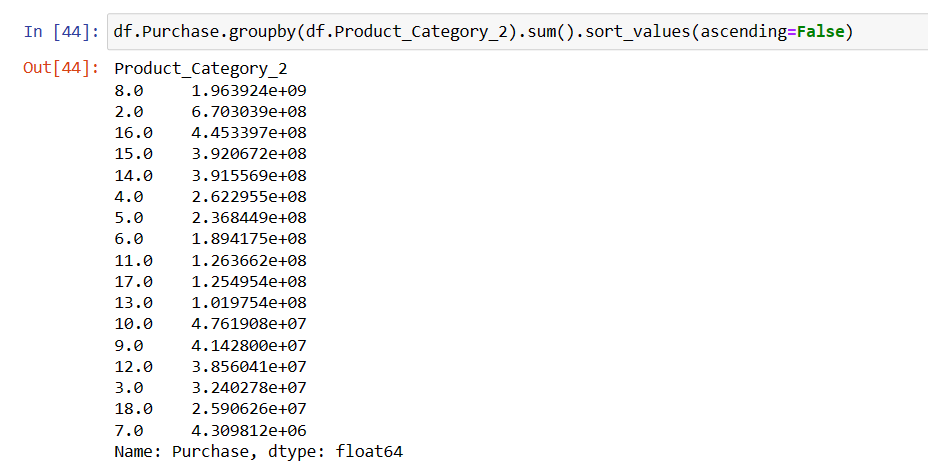 In [44]: df.Purchase.groupby(df.Product_Category_2).sum().sort_values(ascending=False)
Out[44]: Product_Category_2
8.0     1.963924e+09
2.0     6.703039e+08
16.0    4.453397e+08
15.0    3.920672e+08
14.0    3.915569e+08
4.0     2.622955e+08
5.0     2.368449e+08
6.0     1.894175e+08
11.0    1.263662e+08
17.0    1.254954e+08
13.0    1.019754e+08
10.0    4.761908e+07
9.0     4.142800e+07
12.0    3.856041e+07
3.0     3.240278e+07
18.0    2.590626e+07
7.0     4.309812e+06
Name: Purchase, dtype: float64